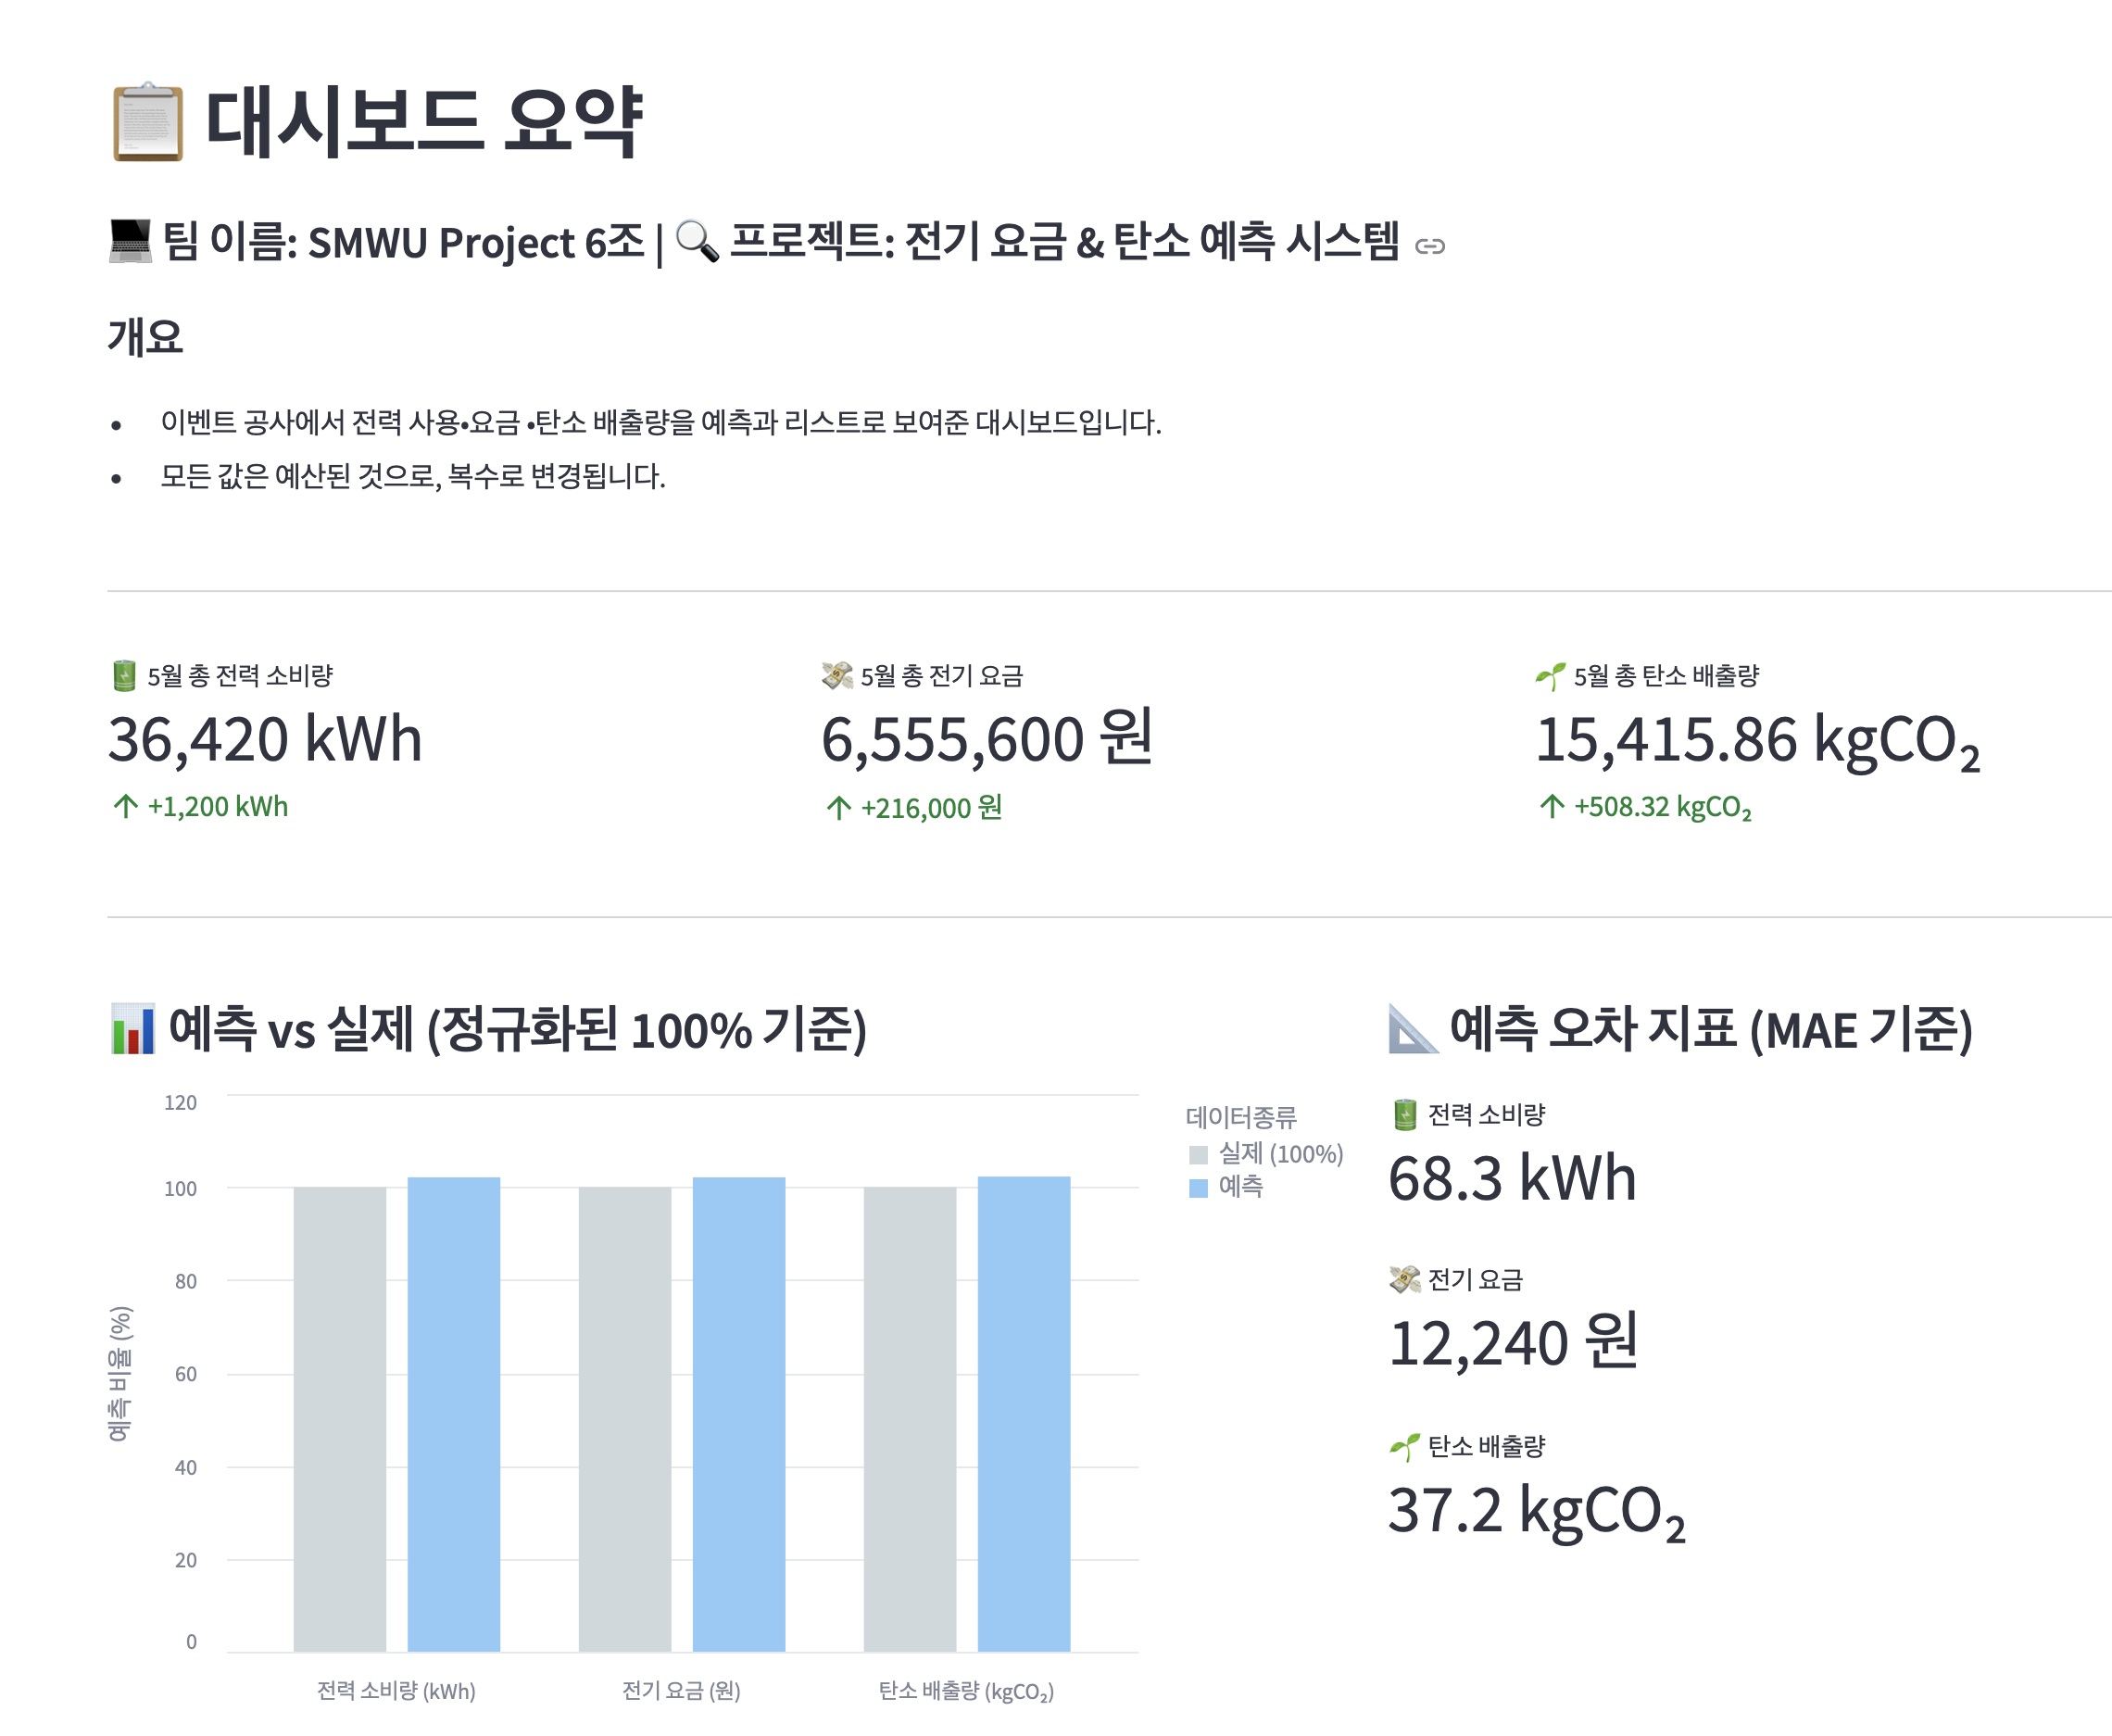 대시보드 요약
팀 이름: SMWU Project 6조 | 프로젝트: 전기 요금 & 탄소 예측 시스템
개요
• 이벤트 공사에서 전력 사용•요금 •탄소 배출량을 예측과 리스트로 보여준 대시보드입니다.
• 모든 값은 예산된 것으로, 복수로 변경됩니다.
5월 총 전력 소비량
36,420 kWh
↑ +1,200 kWh
5월 총 전기 요금
6,555,600 원
↑ +216,000 원
5월 총 탄소 배출량
15,415.86 kgCO₂
↑ +508.32 kgCO₂
예측 vs 실제 (정규화된 100% 기준)
120
100
80
60
40
20
0
예측 비율 (%)
전력 소비량 (kWh)
전기 요금 (원)
탄소 배출량 (kgCO₂)
데이터종류
실제 (100%)
예측
예측 오차 지표 (MAE 기준)
전력 소비량
68.3 kWh
전기 요금
12,240 원
탄소 배출량
37.2 kgCO₂